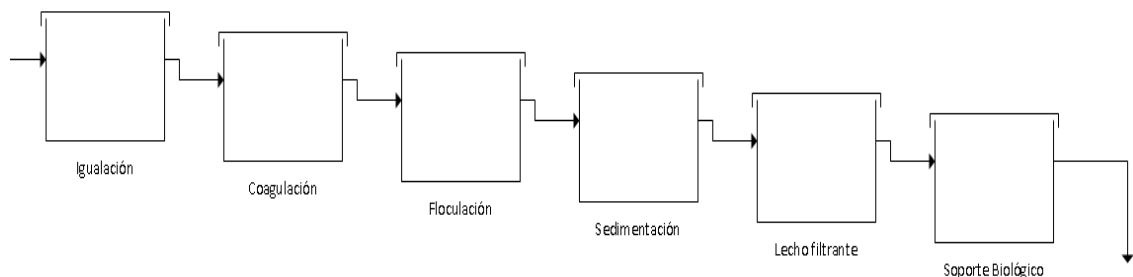 Igualación
Coagulación
Floculación
Sedimentación
Lecho filtrante
Soporte Biológico